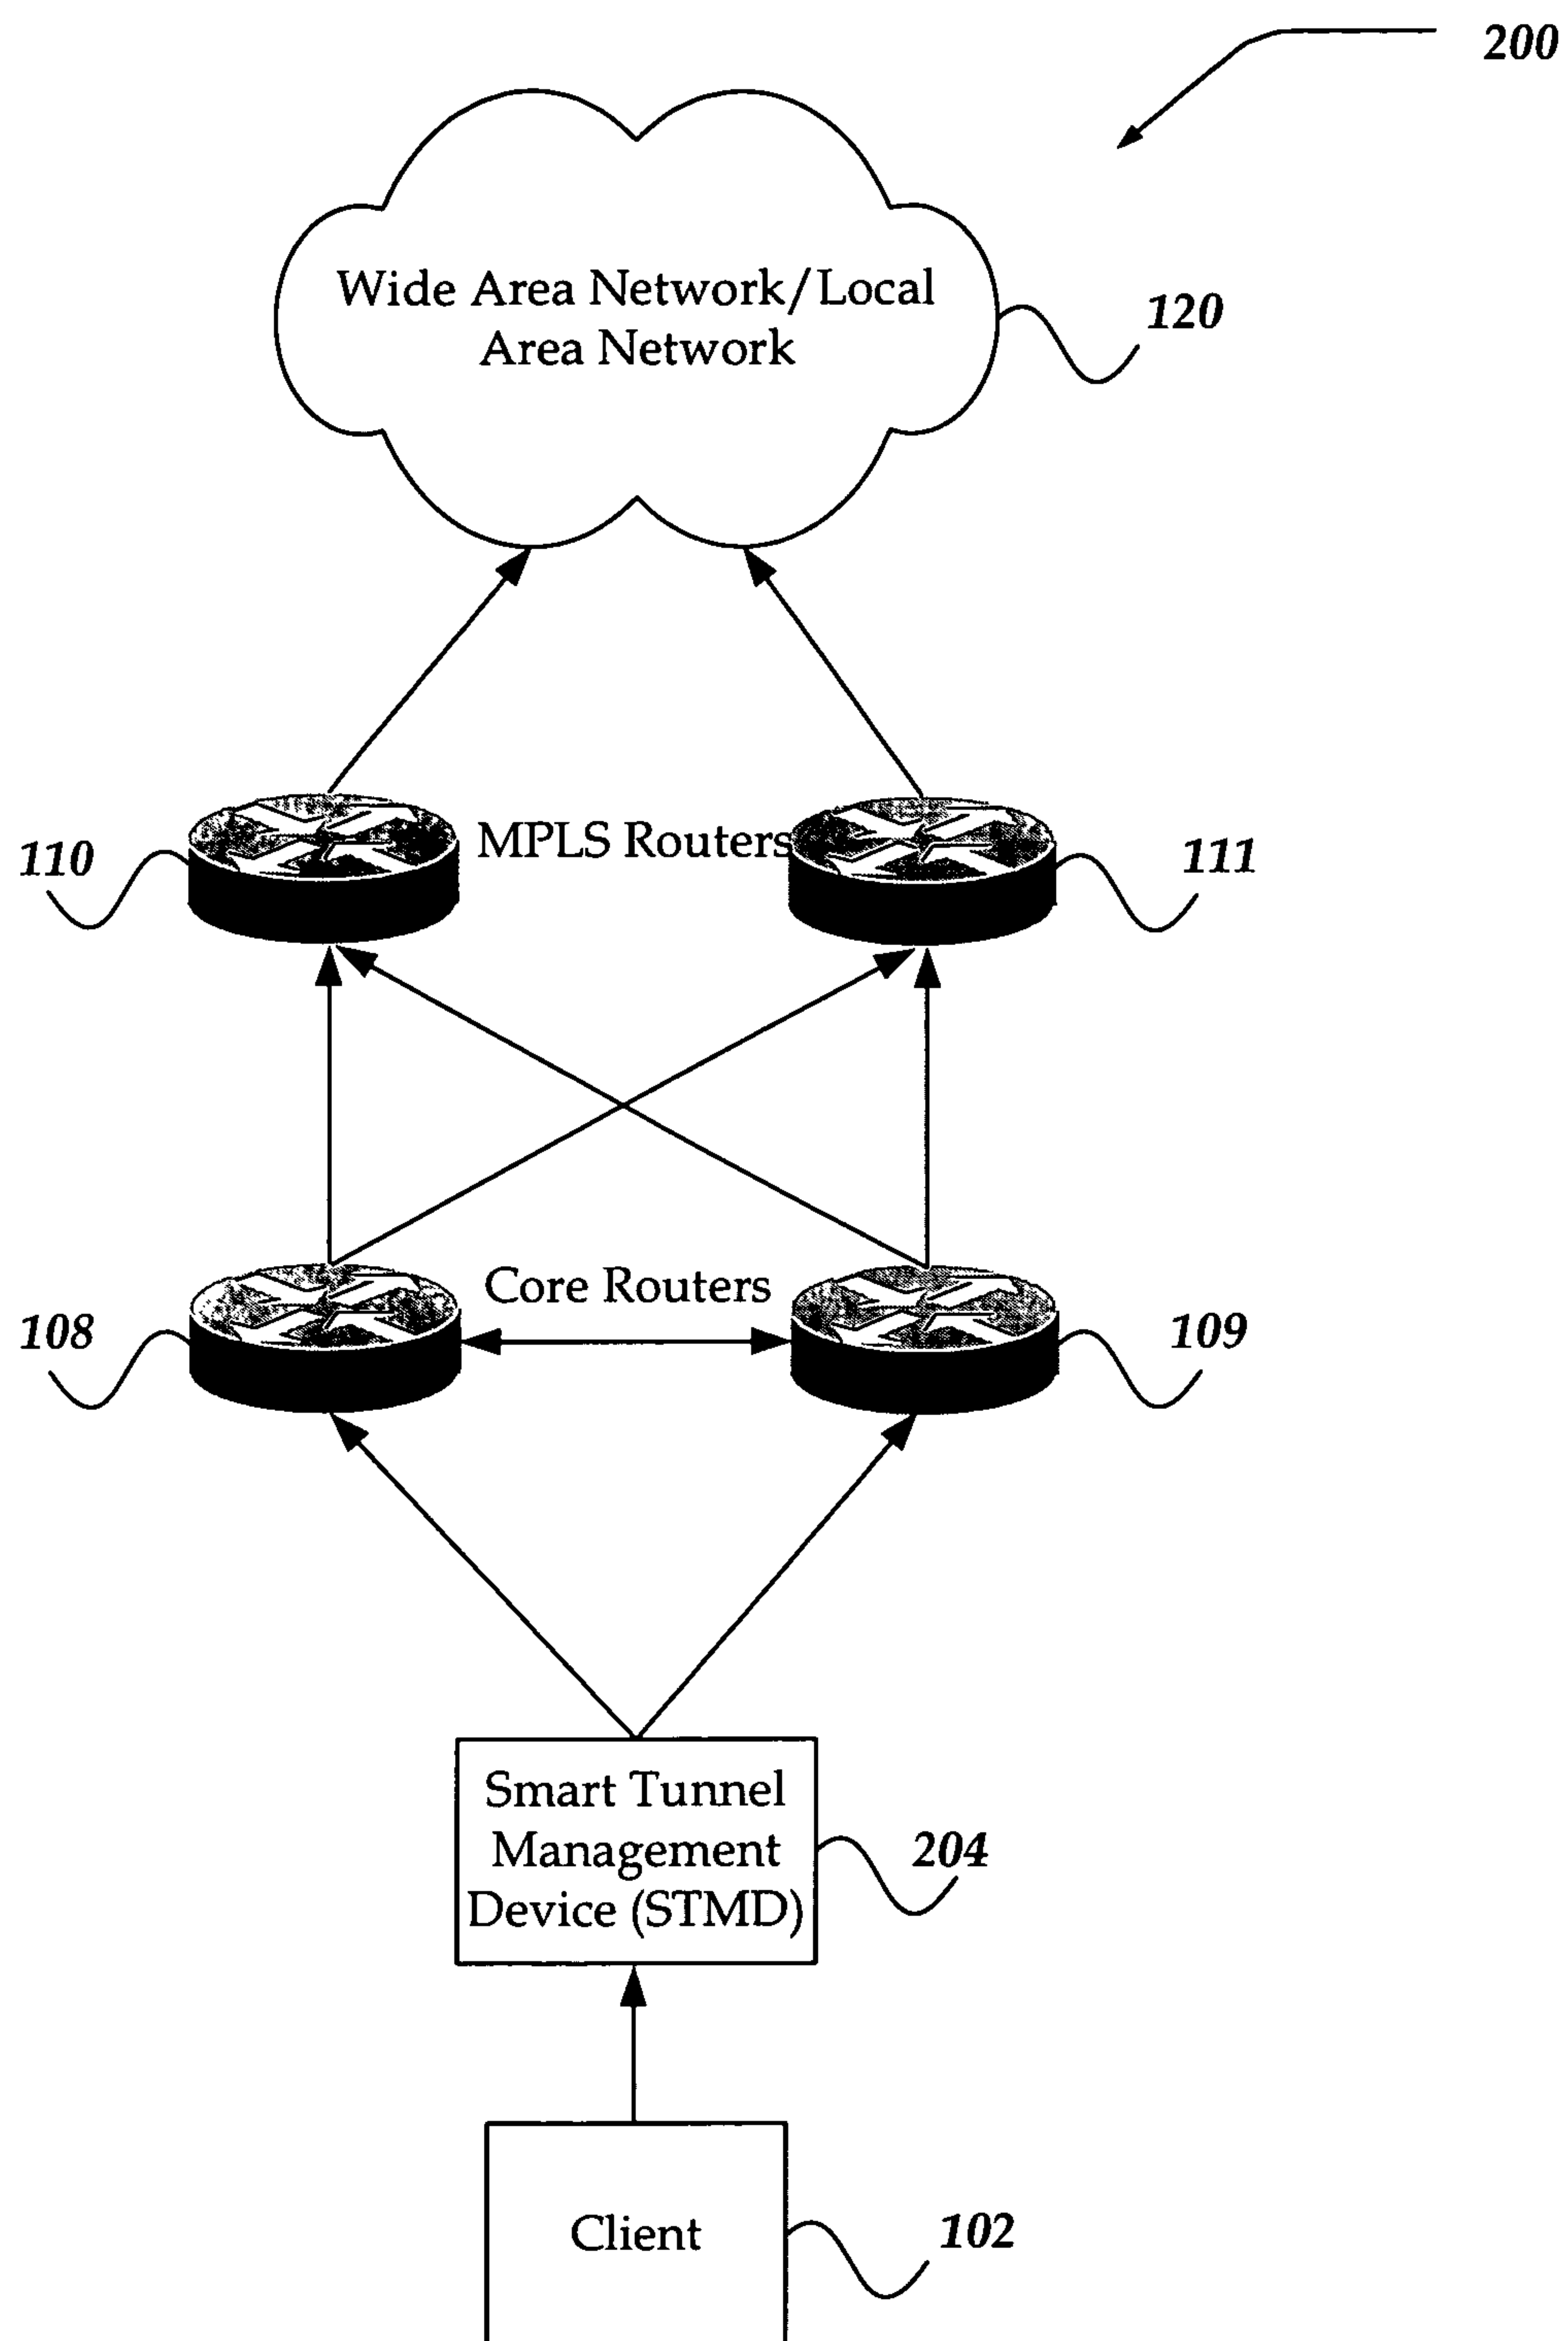 200
Wide Area Network/Local
Area Network
120
110
MPLS Routers
111
Core Routers
108
109
Smart Tunnel
Management
Device (STMD)
204
Client
102